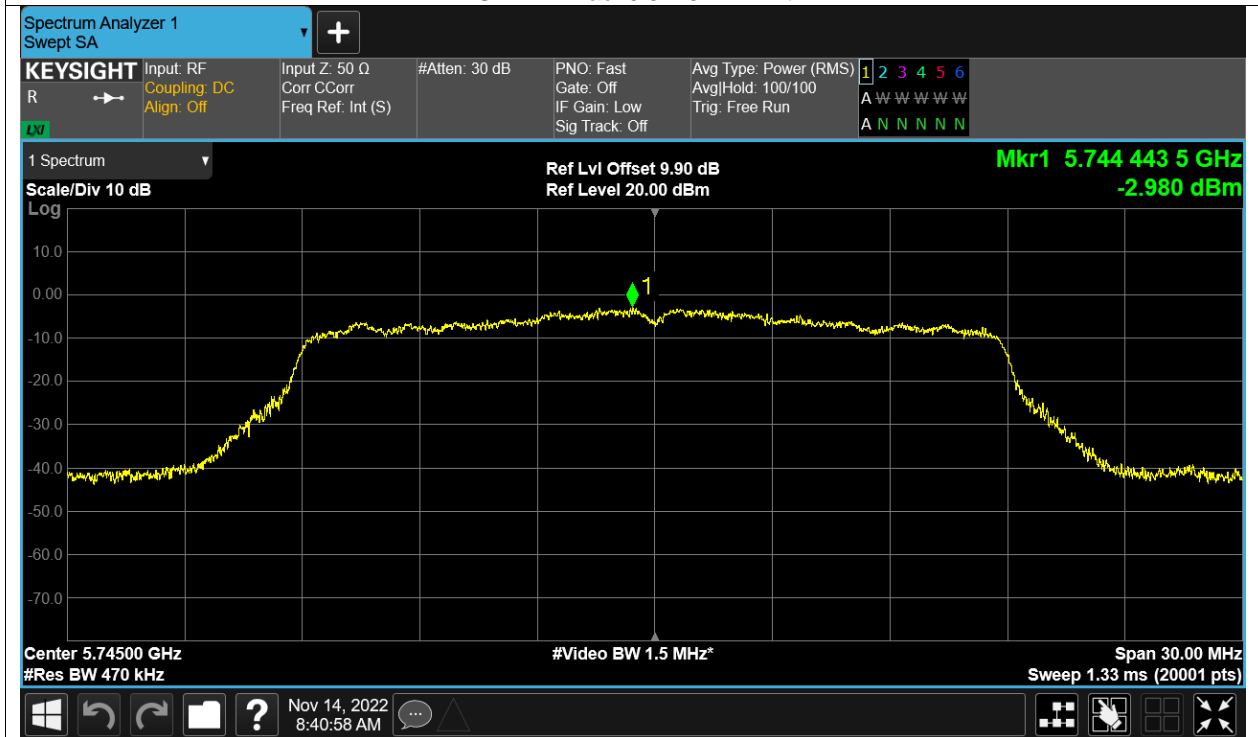 Spectrum Analyzer 1
Swept SA
KEYSIGHT
R
LXI
Input: RF
Coupling: DC
Align: Off
Input Z: 50 Ω
Corr CCorr
Freq Ref: Int (S)
#Atten: 30 dB
PNO: Fast
Gate: Off
IF Gain: Low
Sig Track: Off
Avg Type: Power (RMS)
Avg|Hold: 100/100
Trig: Free Run
1 2 3 4 5 6
A W W W W W
A N N N N N
1 Spectrum
Scale/Div 10 dB
Log
Ref Lvl Offset 9.90 dB
Ref Level 20.00 dBm
Mkr1 5.744 443 5 GHz
-2.980 dBm
1
10.0
0.00
-10.0
-20.0
-30.0
-40.0
-50.0
-60.0
-70.0
Center 5.74500 GHz
#Res BW 470 kHz
#Video BW 1.5 MHz*
Span 30.00 MHz
Sweep 1.33 ms (20001 pts)
?
Nov 14, 2022
8:40:58 AM